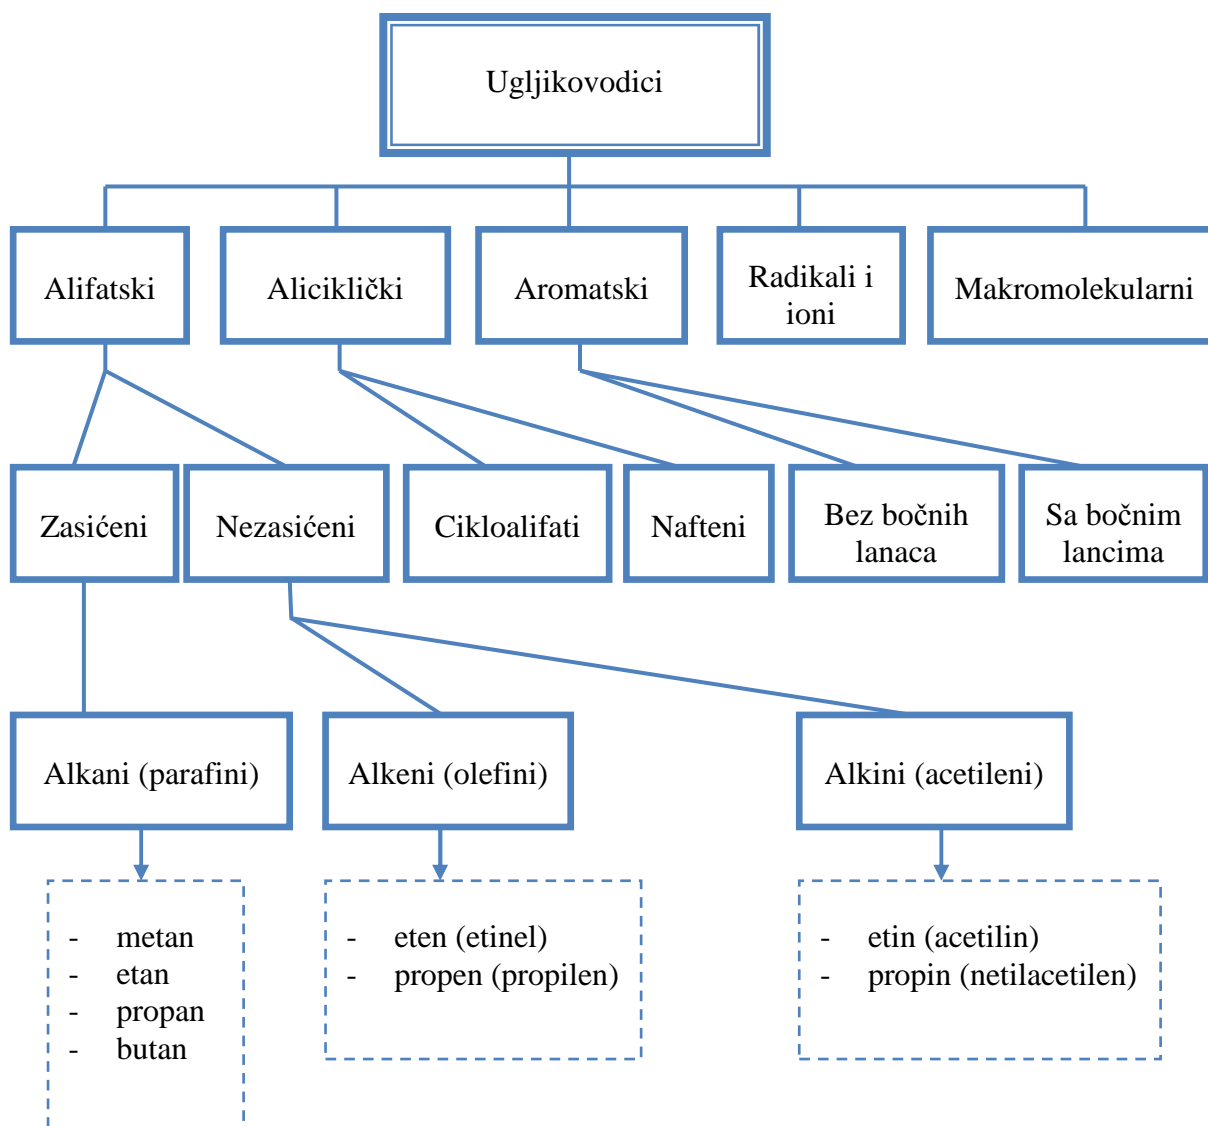 Ugljikovodici
Alifatski
Aliciklički
Aromatski
Radikali i
ioni
Makromolekularni
Zasićeni
Nezasićeni
Cikloalifati
Nafteni
Bez bočnih
lanaca
Sa bočnim
lancima
Alkani (parafini)
Alkeni (olefini)
Alkini (acetileni)
- metan
- etan
- propan
- butan
- eten (etinel)
- propen (propilen)
- etin (acetilin)
- propin (netilacetilen)